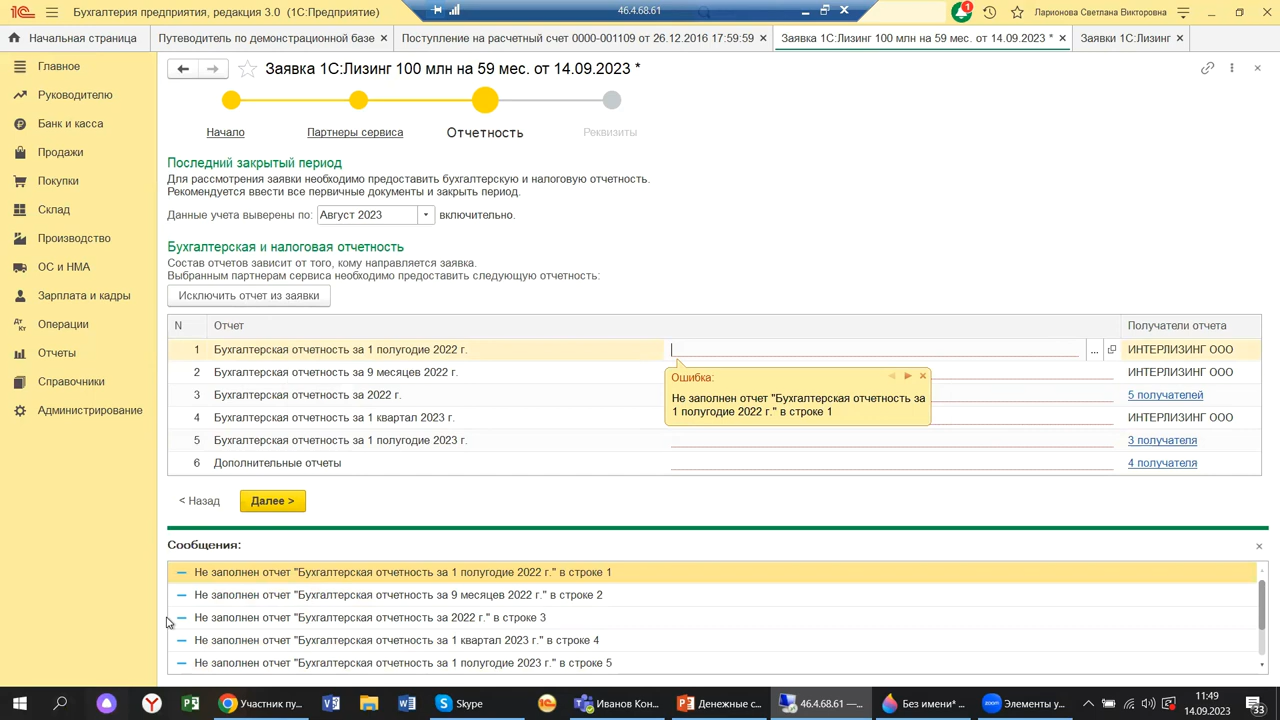 Бухгалтерия предприятия, редакция 3.0 (1С:Предприятие)
46.4.68.61
1
Ларионова Светлана Викторовна
Начальная страница
Путеводитель по демонстрационной базе
Поступление на расчетный счет 0000-001109 от 26.12.2016 17:59:59
Заявка 1С:Лизинг 100 млн на 59 мес. от 14.09.2023 *
Заявки 1С:Лизинг
Главное
Руководителю
Банк и касса
Продажи
Покупки
Склад
Производство
ОС и НМА
Зарплата и кадры
Операции
Отчеты
Справочники
Администрирование
Заявка 1С:Лизинг 100 млн на 59 мес. от 14.09.2023 *
Начало
Партнеры сервиса
Отчетность
Реквизиты
Последний закрытый период
Для рассмотрения заявки необходимо предоставить бухгалтерскую и налоговую отчетность.
Рекомендуется ввести все первичные документы и закрыть период.
Данные учета выверены по: Август 2023 включительно.
Бухгалтерская и налоговая отчетность
Состав отчетов зависит от того, кому направляется заявка.
Выбранным партнерам сервиса необходимо предоставить следующую отчетность:
Исключить отчет из заявки
N Отчет Получатели отчета
1 Бухгалтерская отчетность за 1 полугодие 2022 г. ... ИНТЕРЛИЗИНГ ООО
2 Бухгалтерская отчетность за 9 месяцев 2022 г. ИНТЕРЛИЗИНГ ООО
3 Бухгалтерская отчетность за 2022 г. 5 получателей
4 Бухгалтерская отчетность за 1 квартал 2023 г. ИНТЕРЛИЗИНГ ООО
5 Бухгалтерская отчетность за 1 полугодие 2023 г. 3 получателя
6 Дополнительные отчеты 4 получателя
Ошибка:
Не заполнен отчет "Бухгалтерская отчетность за
1 полугодие 2022 г." в строке 1
< Назад
Далее >
Сообщения:
Не заполнен отчет "Бухгалтерская отчетность за 1 полугодие 2022 г." в строке 1
Не заполнен отчет "Бухгалтерская отчетность за 9 месяцев 2022 г." в строке 2
Не заполнен отчет "Бухгалтерская отчетность за 2022 г." в строке 3
Не заполнен отчет "Бухгалтерская отчетность за 1 квартал 2023 г." в строке 4
Не заполнен отчет "Бухгалтерская отчетность за 1 полугодие 2023 г." в строке 5
Участник пу...
Skype
Иванов Кон...
Денежные с...
46.4.68.61 —...
Без имени* ...
Элементы у...
11:49
14.09.2023
33